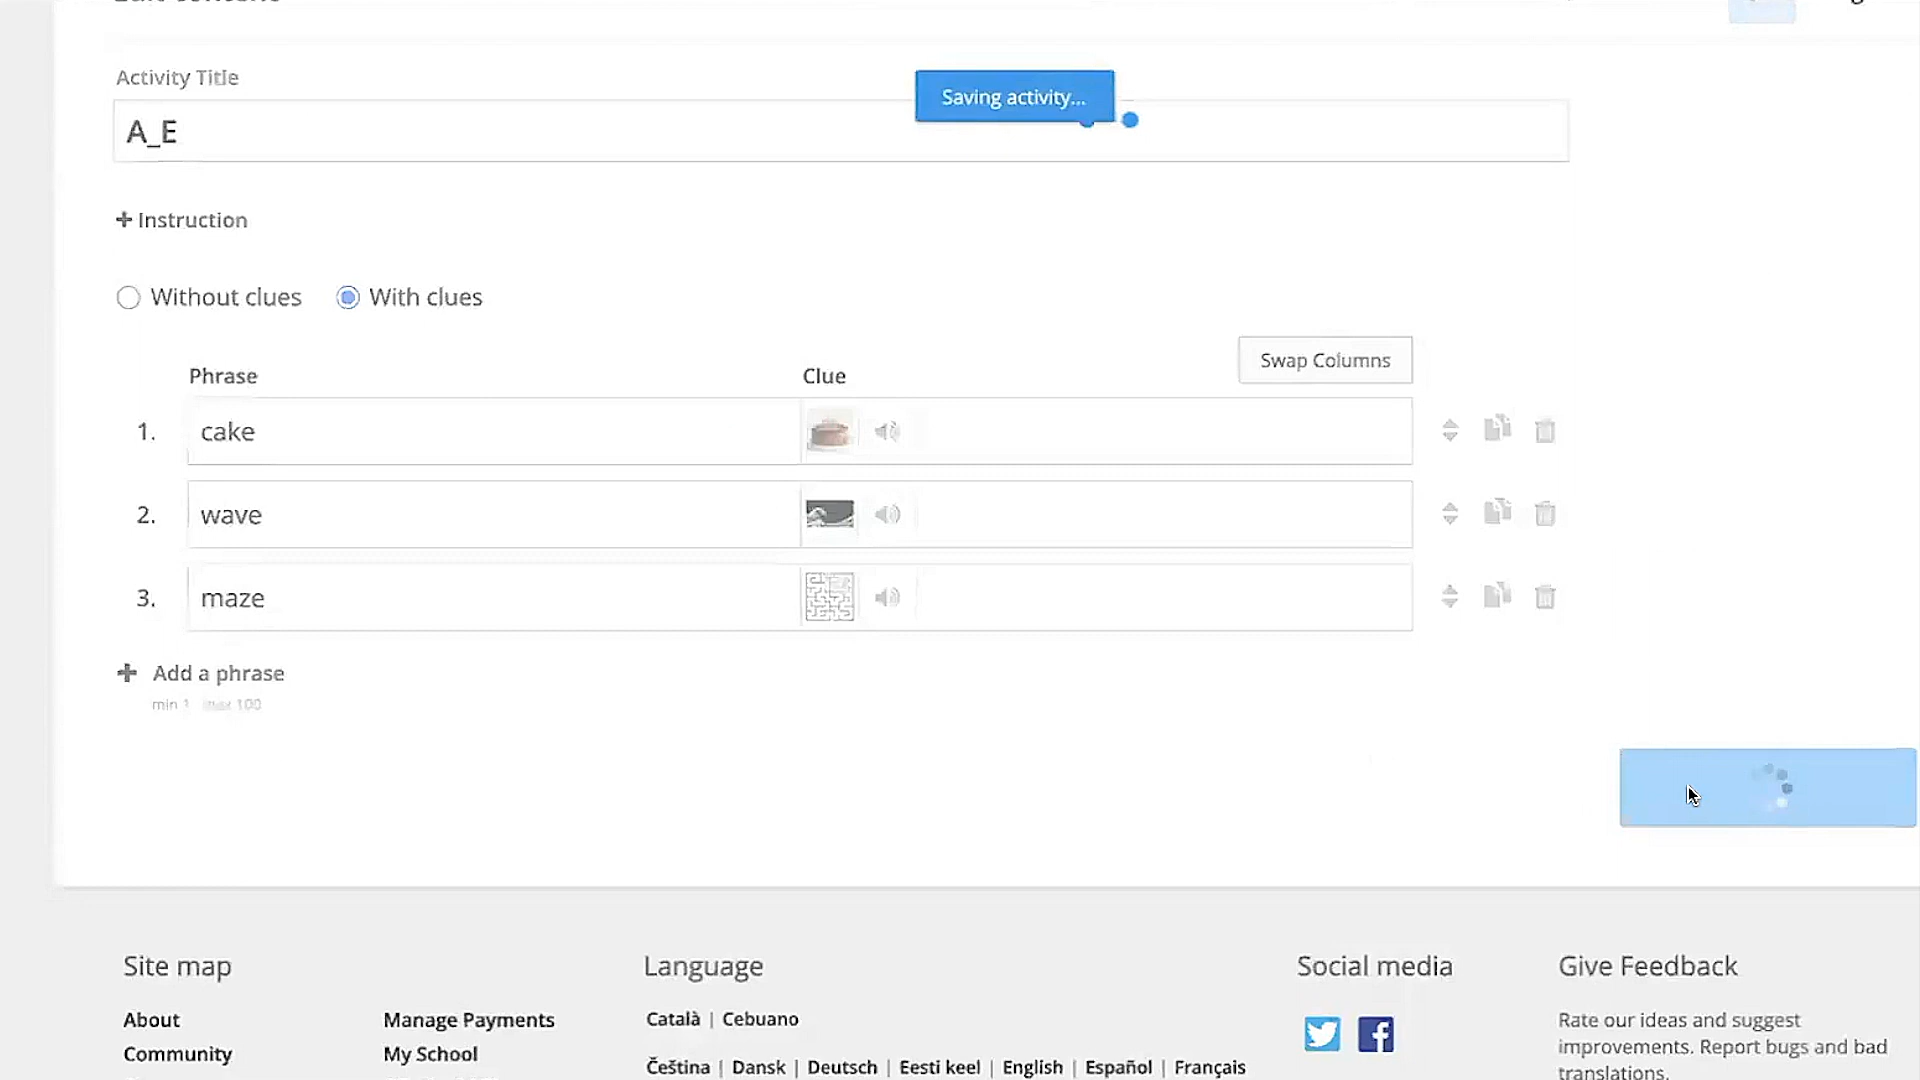 Activity Title
Saving activity...
A_E
+ Instruction
Without clues
With clues
Swap Columns
Phrase
Clue
1.
cake
2.
wave
3.
maze
+ Add a phrase
min 1 max 100
Site map
Language
Social media
Give Feedback
About
Manage Payments
Català | Cebuano
Rate our ideas and suggest
Community
My School
improvements. Report bugs and bad
Čeština | Dansk | Deutsch | Eesti keel | English | Español | Français
translations.